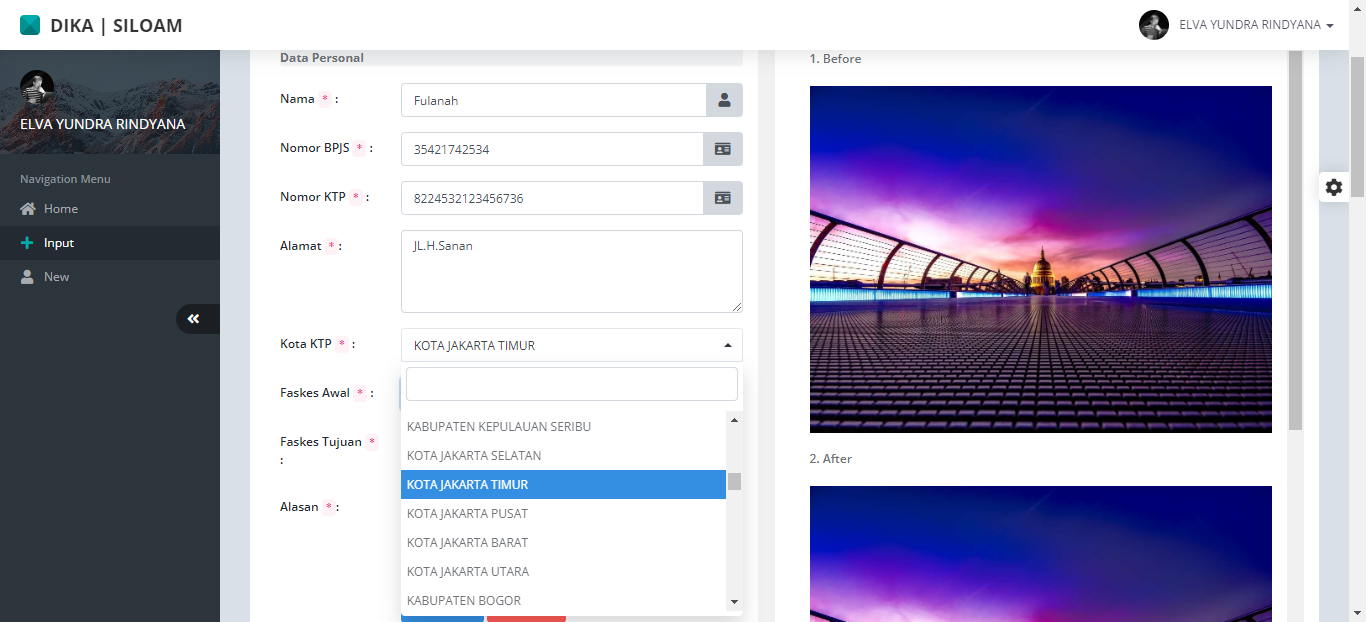 DIKA | SILOAM
ELVA YUNDRA RINDYANA
ELVA YUNDRA RINDYANA
Navigation Menu
Home
Input
New
Data Personal
Nama * :
Fulanah
Nomor BPJS * :
35421742534
Nomor KTP * :
8224532123456736
Alamat * :
JL.H.Sanan
Kota KTP * :
KOTA JAKARTA TIMUR
Faskes Awal * :
Faskes Tujuan *
:
Alasan * :
KABUPATEN KEPULAUAN SERIBU
KOTA JAKARTA SELATAN
KOTA JAKARTA TIMUR
KOTA JAKARTA PUSAT
KOTA JAKARTA BARAT
KOTA JAKARTA UTARA
KABUPATEN BOGOR
1. Before
2. After